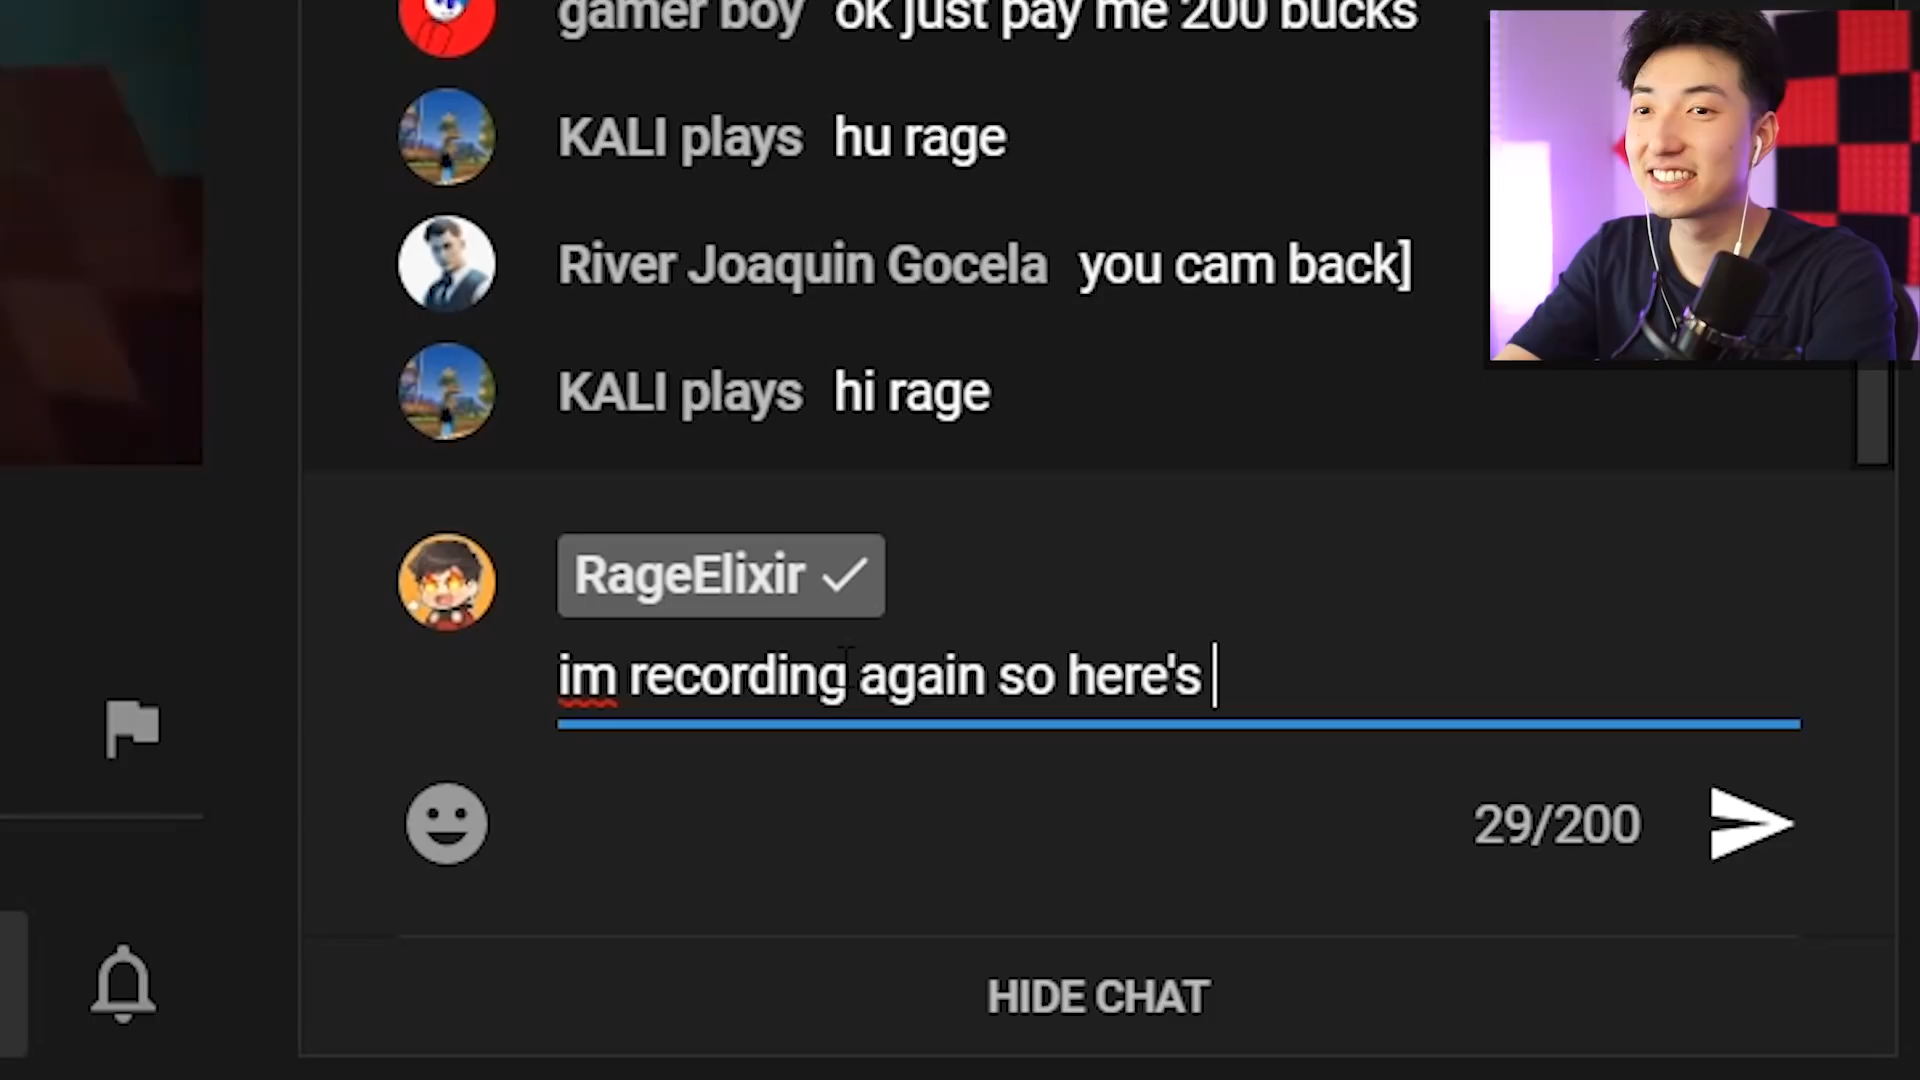 gamer boy ok just pay me 200 bucks
KALI plays hu rage
River Joaquin Gocela you cam back]
KALI plays hi rage
RageElixir
im recording again so here's
29/200
HIDE CHAT